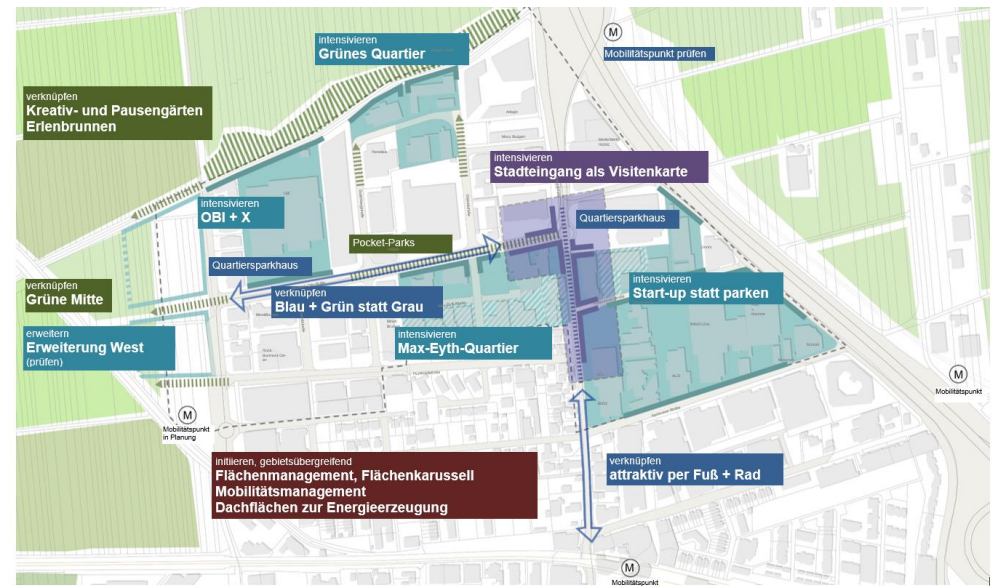 intensivieren
Grünes Quartier
M
Mobilitätspunkt prüfen
verknüpfen
Kreativ- und Pausengärten
Erlenbrunnen
intensivieren
Stadteingang als Visitenkarte
intensivieren
OBI + X
Quartiersparkhaus
Pocket-Parks
Quartiersparkhaus
intensivieren
Start-up statt parken
verknüpfen
Grüne Mitte
verknüpfen
Blau + Grün statt Grau
erweitern
Erweiterung West
(prüfen)
intensivieren
Max-Eyth-Quartier
M
Mobilitätspunkt
M
Mobilitätspunkt
in Planung
initiieren, gebietsübergreifend
Flächenmanagement, Flächenkarussell
Mobilitätsmanagement
Dachflächen zur Energieerzeugung
verknüpfen
attraktiv per Fuß + Rad
M
Mobilitätspunkt